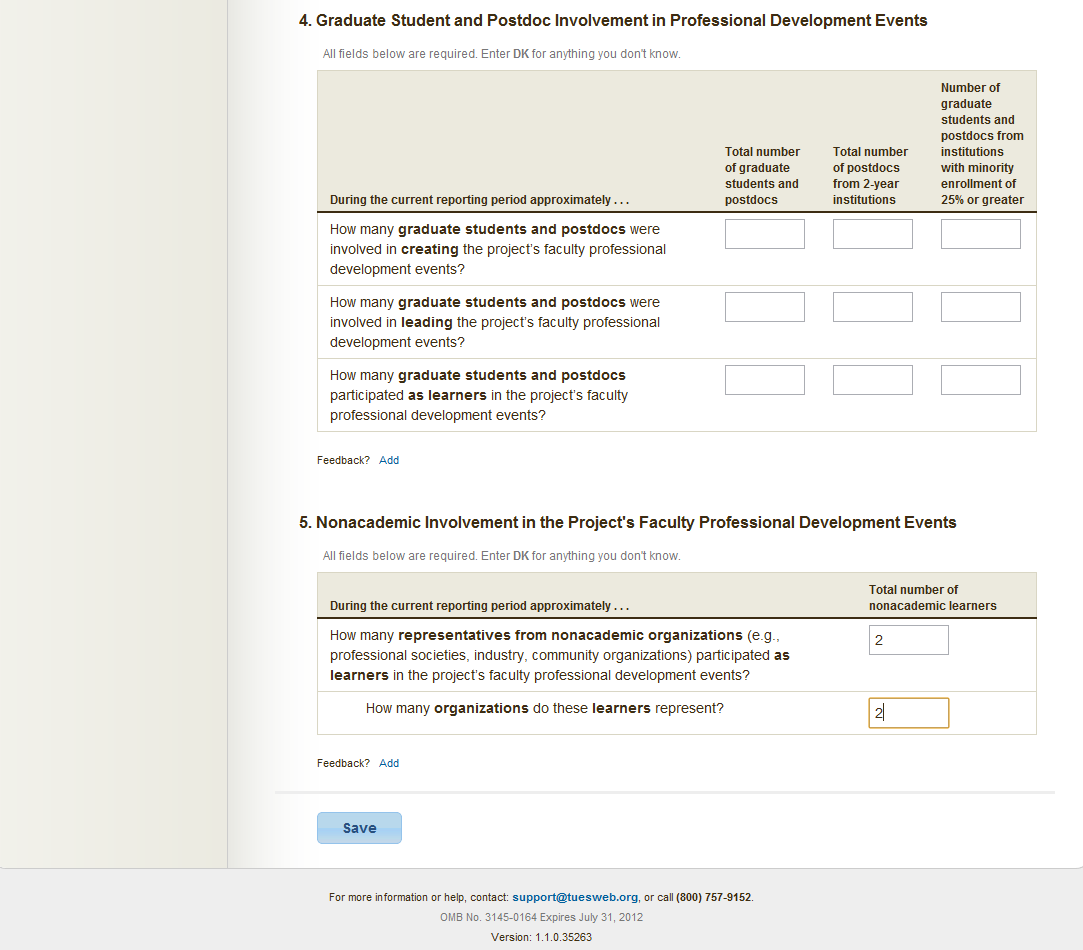 4. Graduate Student and Postdoc Involvement in Professional Development Events
All fields below are required. Enter DK for anything you don't know.
During the current reporting period approximately . . .
Total number
of graduate
students and
postdocs
Total number
of postdocs
from 2-year
institutions
Number of
graduate
students and
postdocs from
institutions
with minority
enrollment of
25% or greater
How many graduate students and postdocs were
involved in creating the project's faculty professional
development events?
How many graduate students and postdocs were
involved in leading the project's faculty professional
development events?
How many graduate students and postdocs
participated as learners in the project's faculty
professional development events?
Feedback? Add
5. Nonacademic Involvement in the Project's Faculty Professional Development Events
All fields below are required. Enter DK for anything you don't know.
During the current reporting period approximately . . .
Total number of
nonacademic learners
How many representatives from nonacademic organizations (e.g.,
professional societies, industry, community organizations) participated as
learners in the project's faculty professional development events?
2
How many organizations do these learners represent?
2
Feedback? Add
Save
For more information or help, contact: support@tuesweb.org, or call (800) 757-9152.
OMB No. 3145-0164 Expires July 31, 2012
Version: 1.1.0.35263